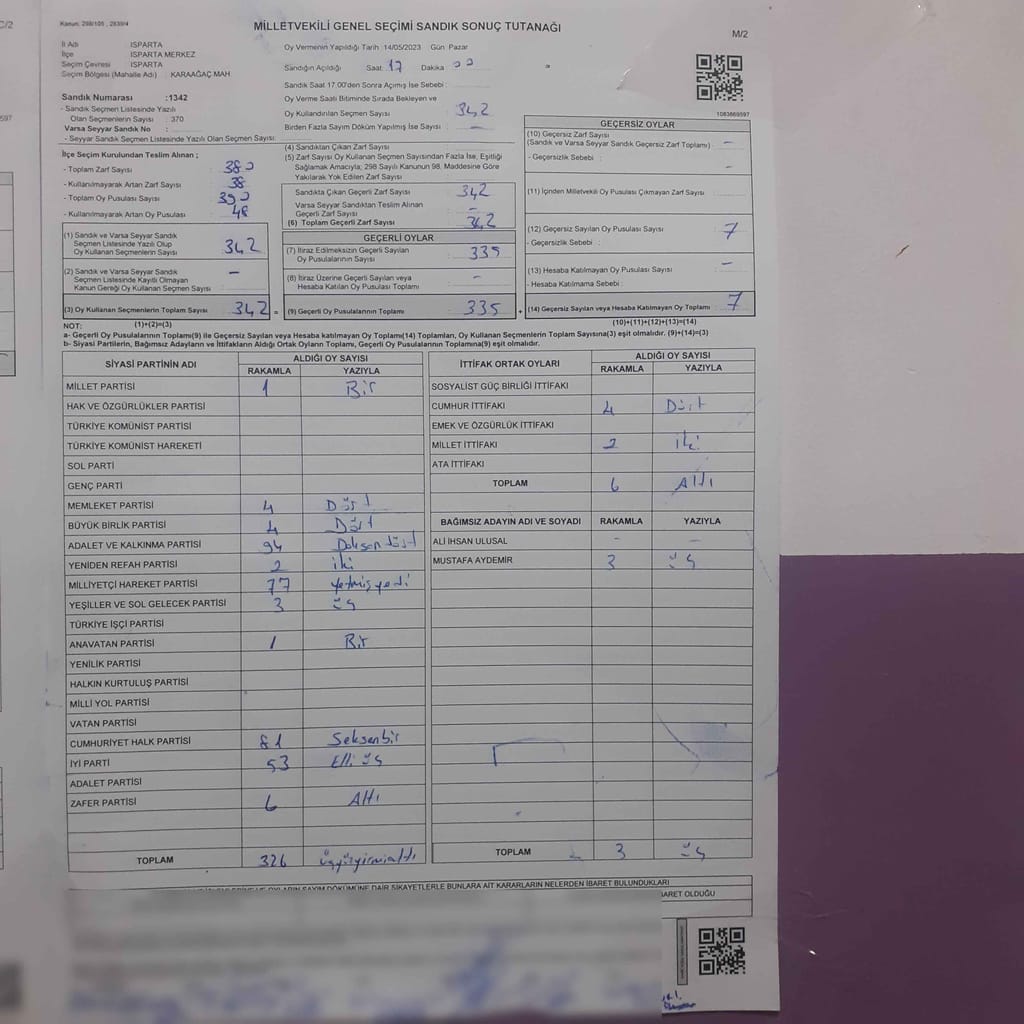 C/2
Kanun: 298/105 , 2839/4
MİLLETVEKİLİ GENEL SEÇİMİ SANDIK SONUÇ TUTANAĞI
M/2
İl Adı ISPARTA
İlçe ISPARTA MERKEZ
Seçim Çevresi ISPARTA
Seçim Bölgesi (Mahalle Adı) : KARAAĞAÇ MAH.
Sandık Numarası :1342
- Sandık Seçmen Listesinde Yazılı
Olan Seçmenlerin Sayısı : 370
Varsa Seyyar Sandık No :
- Seyyar Sandık Seçmen Listesinde Yazılı Olan Seçmen Sayısı:
İlçe Seçim Kurulundan Teslim Alınan ;
- Toplam Zarf Sayısı : 380
- Kullanılmayarak Artan Zarf Sayısı : 38
- Toplam Oy Pusulası Sayısı : 390
- Kullanılmayarak Artan Oy Pusulası : 48
(1) Sandık ve Varsa Seyyar Sandık
Seçmen Listesinde Yazılı Olup
Oy Kullanan Seçmenlerin Sayısı : 342
(2) Sandık ve Varsa Seyyar Sandık
Seçmen Listesinde Kayıtlı Olmayan
Kanun Gereği Oy Kullanan Seçmen Sayısı : -
(3) Oy Kullanan Seçmenlerin Toplam Sayısı : 342 =
Oy Vermenin Yapıldığı Tarih 14/05/2023 Gün Pazar
Sandığın Açıldığı Saat: 17 Dakika : 00
Sandık Saat 17.00'den Sonra Açılmış İse Sebebi :
Oy Verme Saati Bitiminde Sırada Bekleyen ve
Oy Kullandırılan Seçmen Sayısı : 342
Birden Fazla Sayım Döküm Yapılmış İse Sayısı : -
(4) Sandıktan Çıkan Zarf Sayısı :
(5) Zarf Sayısı Oy Kullanan Seçmen Sayısından Fazla İse, Eşitliği
Sağlamak Amacıyla; 298 Sayılı Kanunun 98. Maddesine Göre
Yakılarak Yok Edilen Zarf Sayısı :
Sandıkta Çıkan Geçerli Zarf Sayısı : 342
Varsa Seyyar Sandıktan Teslim Alınan
Geçerli Zarf Sayısı : -
(6) Toplam Geçerli Zarf Sayısı : 342
GEÇERLİ OYLAR
(7) İtiraz Edilmeksizin Geçerli Sayılan
Oy Pusulalarının Sayısı : 335
(8) İtiraz Üzerine Geçerli Sayılan veya
Hesaba Katılan Oy Pusulası Toplamı : -
(9) Geçerli Oy Pusulalarının Toplamı : 335 +
1083869597
GEÇERSİZ OYLAR
(10) Geçersiz Zarf Sayısı
(Sandık ve Varsa Seyyar Sandık Geçersiz Zarf Toplamı) : -
- Geçersizlik Sebebi : -
(11) İçinden Milletvekili Oy Pusulası Çıkmayan Zarf Sayısı : -
(12) Geçersiz Sayılan Oy Pusulası Sayısı : 7
- Geçersizlik Sebebi :
(13) Hesaba Katılmayan Oy Pusulası Sayısı : -
- Hesaba Katılmama Sebebi :
(14) Geçersiz Sayılan veya Hesaba Katılmayan Oy Toplamı : 7
NOT: (1)+(2)=(3) (10)+(11)+(12)+(13)=(14)
a- Geçerli Oy Pusulalarının Toplamı(9) ile Geçersiz Sayılan veya Hesaba katılmayan Oy Toplamı(14) Toplamları, Oy Kullanan Seçmenlerin Toplam Sayısına(3) eşit olmalıdır. (9)+(14)=(3)
b- Siyasi Partilerin, Bağımsız Adayların ve İttifakların Aldığı Oyların Toplamı, Geçerli Oy Pusulalarının Toplamına(9) eşit olmalıdır.
SİYASİ PARTİNİN ADI ALDIĞI OY SAYISI
RAKAMLA YAZIYLA
MİLLET PARTİSİ 1 Bir
HAK VE ÖZGÜRLÜKLER PARTİSİ
TÜRKİYE KOMÜNİST PARTİSİ
TÜRKİYE KOMÜNİST HAREKETİ
SOL PARTİ
GENÇ PARTİ
MEMLEKET PARTİSİ 4 Dört
BÜYÜK BİRLİK PARTİSİ 4 Dört
ADALET VE KALKINMA PARTİSİ 94 Doksan dört
YENİDEN REFAH PARTİSİ 2 iki
MİLLİYETÇİ HAREKET PARTİSİ 77 yetmiş yedi
YEŞİLLER VE SOL GELECEK PARTİSİ 3 üç
TÜRKİYE İŞÇİ PARTİSİ
ANAVATAN PARTİSİ 1 Bir
YENİLİK PARTİSİ
HALKIN KURTULUŞ PARTİSİ
MİLLİ YOL PARTİSİ
VATAN PARTİSİ
CUMHURİYET HALK PARTİSİ 81 Seksenbir
İYİ PARTİ 53 Elli üç
ADALET PARTİSİ
ZAFER PARTİSİ 6 Altı
TOPLAM 326 üçyüzyirmialtı
İTTİFAK ORTAK OYLARI ALDIĞI OY SAYISI
RAKAMLA YAZIYLA
SOSYALİST GÜÇ BİRLİĞİ İTTİFAKI
CUMHUR İTTİFAKI 4 Dört
EMEK VE ÖZGÜRLÜK İTTİFAKI
MİLLET İTTİFAKI 2 iki
ATA İTTİFAKI
TOPLAM 6 Altı
BAĞIMSIZ ADAYIN ADI VE SOYADI RAKAMLA YAZIYLA
ALİ İHSAN ULUSAL - -
MUSTAFA AYDEMİR 3 üç
TOPLAM 3 üç
OYLARIN SAYIM DÖKÜMÜNE DAİR ŞİKAYETLERLE BUNLARA AİT KARARLARIN NELERDEN İBARET BULUNDUKLARI
İBARET OLDUĞU